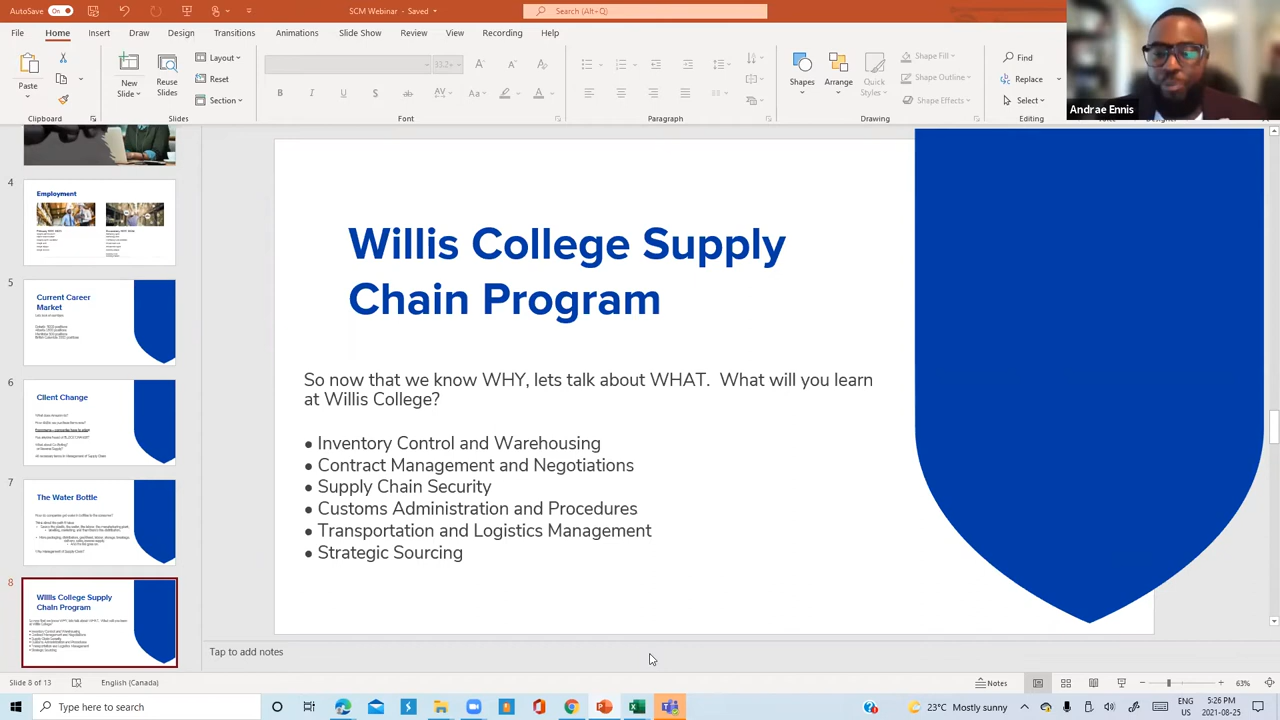 AutoSave On
SCM Webinar - Saved
Search (Alt+Q)
File Home Insert Draw Design Transitions Animations Slide Show Review View Recording Help
Paste
Clipboard
New Slide
Reuse Slides
Layout
Reset
Section
Slides
Font
Paragraph
Shapes
Arrange
Quick Styles
Shape Fill
Shape Outline
Shape Effects
Drawing
Find
Replace
Select
Editing
Andrae Ennis
4
Employment
5
Current Career
Market
6
Client Change
7
The Water Bottle
8
Willis College Supply
Chain Program
Willis College Supply
Chain Program
So now that we know WHY, lets talk about WHAT. What will you learn
at Willis College?
• Inventory Control and Warehousing
• Contract Management and Negotiations
• Supply Chain Security
• Customs Administration and Procedures
• Transportation and Logistics Management
• Strategic Sourcing
Tap to add notes
Slide 8 of 13 English (Canada) Notes 63%
Type here to search
23°C Mostly sunny
ENG
US
5:26 PM
2021-08-25